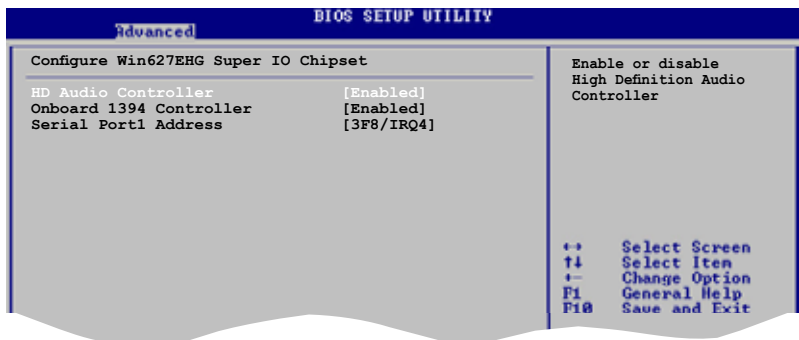 BIOS SETUP UTILITY
Advanced
Configure Win627EHG Super IO Chipset
HD Audio Controller [Enabled]
Onboard 1394 Controller [Enabled]
Serial Port1 Address [3F8/IRQ4]
Enable or disable
High Definition Audio
Controller
←→ Select Screen
↑↓ Select Item
+- Change Option
F1 General Help
F10 Save and Exit